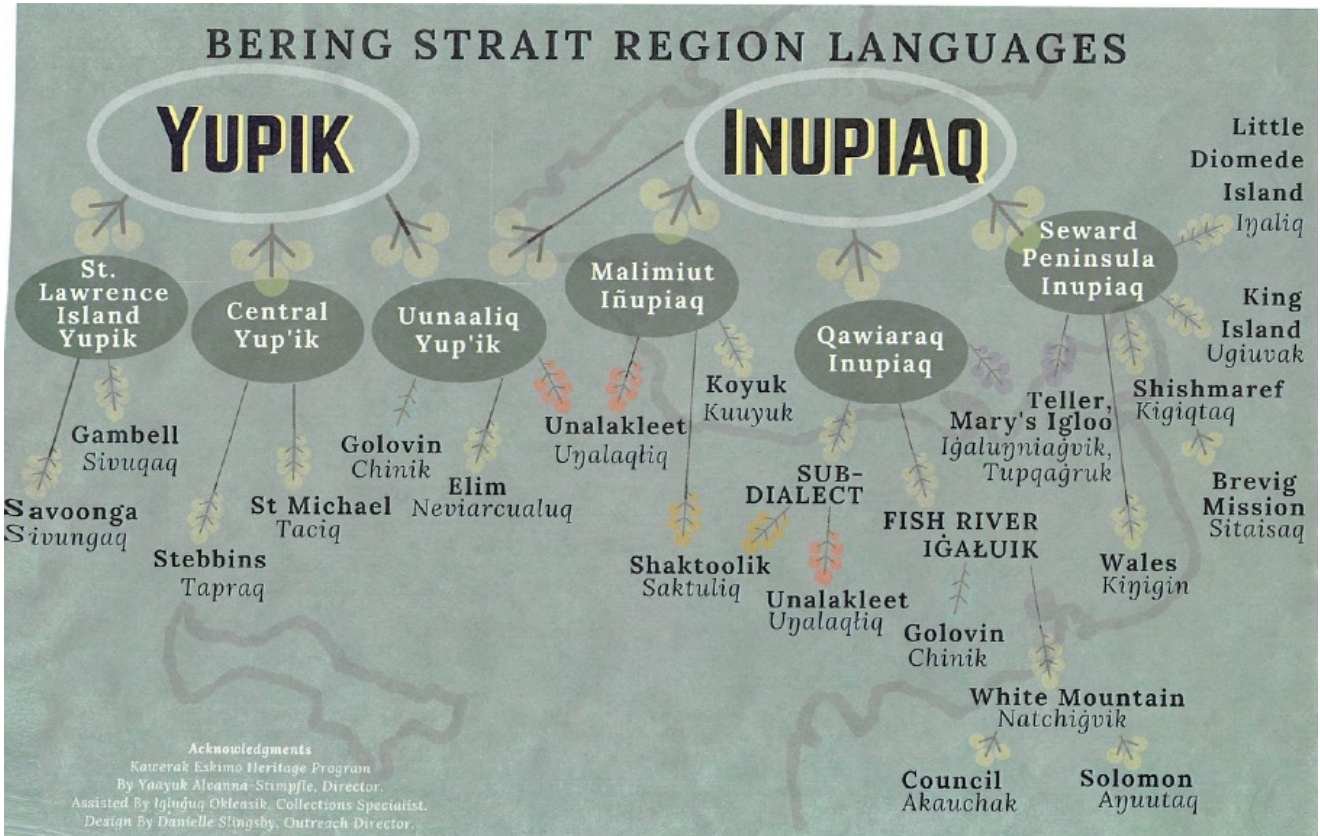 BERING STRAIT REGION LANGUAGES
YUPIK
INUPIAQ
St.
Lawrence
Island
Yupik
Central
Yup'ik
Uunaaliq
Yup'ik
Malimiut
Iñupiaq
Qawiaraq
Inupiaq
Seward
Peninsula
Inupiaq
Little
Diomede
Island
Iŋaliq
King
Island
Ugiuvak
Gambell
Sivuqaq
Savoonga
Sivungaq
Stebbins
Tapraq
St Michael
Taciq
Golovin
Chinik
Elim
Neviarcualuq
Unalakleet
Uŋalaqłiq
Koyuk
Kuuyuk
Shaktoolik
Saktuliq
SUB-
DIALECT
Unalakleet
Uŋalaqłiq
FISH RIVER
IĠAŁUIK
Golovin
Chinik
White Mountain
Natchiġvik
Council
Akauchak
Solomon
Aŋuutaq
Teller,
Mary's Igloo
Iġaluŋniaġvik,
Tupqaġruk
Shishmaref
Kigiqtaq
Brevig
Mission
Sitaisaq
Wales
Kiŋigin
Acknowledgments
Kawerak Eskimo Heritage Program
By Yaayuk Alvanna-Stimpfle, Director.
Assisted By Igluġuq Okleasik, Collections Specialist.
Design By Danielle Slingsby, Outreach Director.